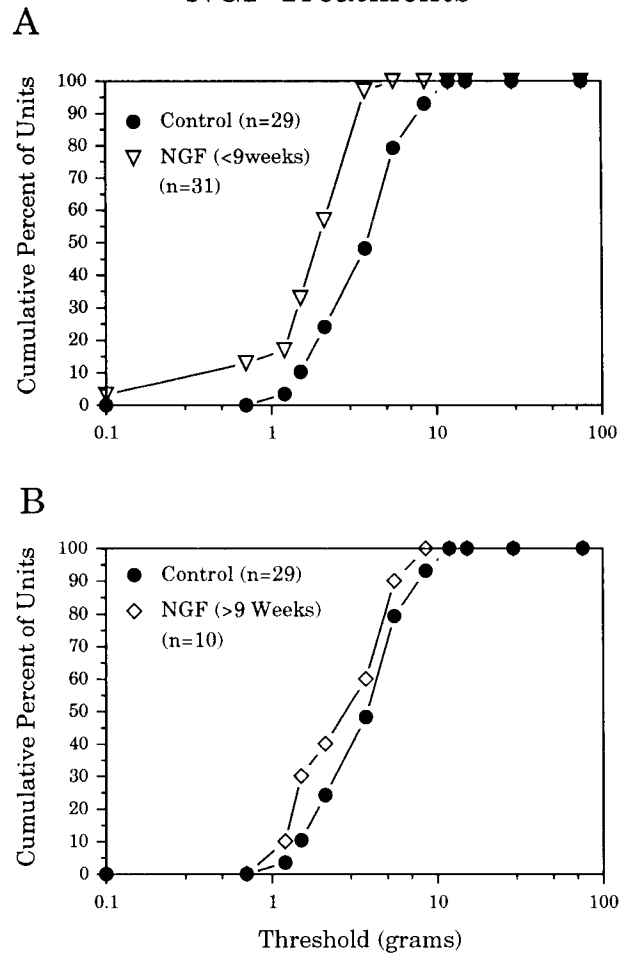 NGF Treatments
A
Cumulative Percent of Units
100
90
80
70
60
50
40
30
20
10
0
Control (n=29)
NGF (<9weeks)
(n=31)
0.1 1 10 100
B
Cumulative Percent of Units
100
90
80
70
60
50
40
30
20
10
0
Control (n=29)
NGF (>9 Weeks)
(n=10)
0.1 1 10 100
Threshold (grams)